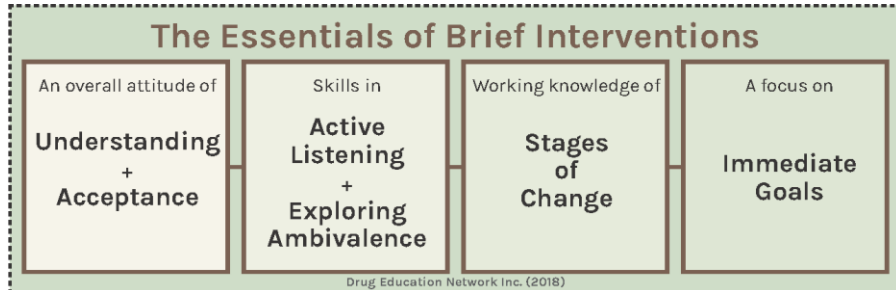 The Essentials of Brief Interventions
An overall attitude of
Understanding
+
Acceptance
Skills in
Active
Listening
+
Exploring
Ambivalence
Working knowledge of
Stages
of
Change
A focus on
Immediate
Goals
Drug Education Network Inc. (2018)